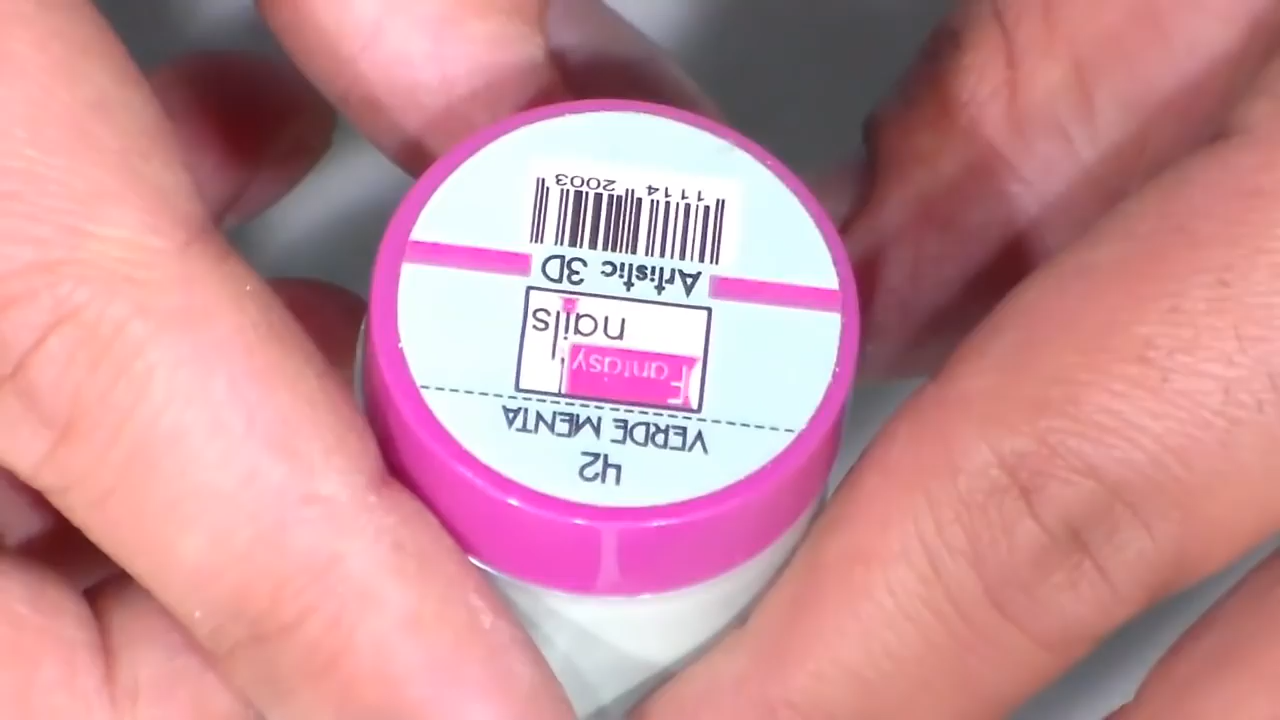 42
VERDE MENTA
Fantasy
nails
Artistic 3D
1114 2003